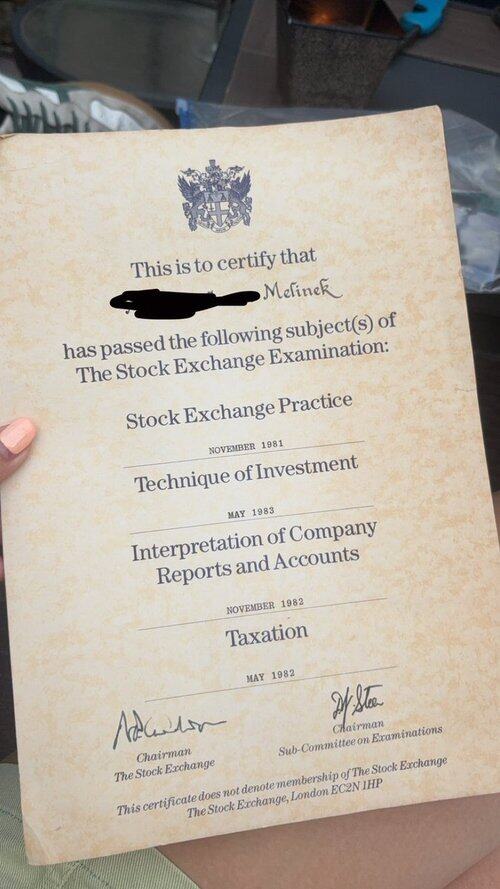 This is to certify that
Melinek
has passed the following subject(s) of
The Stock Exchange Examination:
Stock Exchange Practice
NOVEMBER 1981
Technique of Investment
MAY 1983
Interpretation of Company
Reports and Accounts
NOVEMBER 1982
Taxation
MAY 1982
Chairman
The Stock Exchange
Chairman
Sub-Committee on Examinations
This certificate does not denote membership of The Stock Exchange
The Stock Exchange, London EC2N 1HP